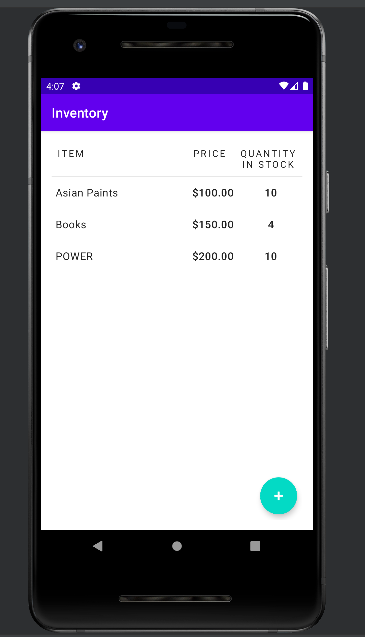 4:07
Inventory
ITEM PRICE QUANTITY
IN STOCK
Asian Paints $100.00 10
Books $150.00 4
POWER $200.00 10
+